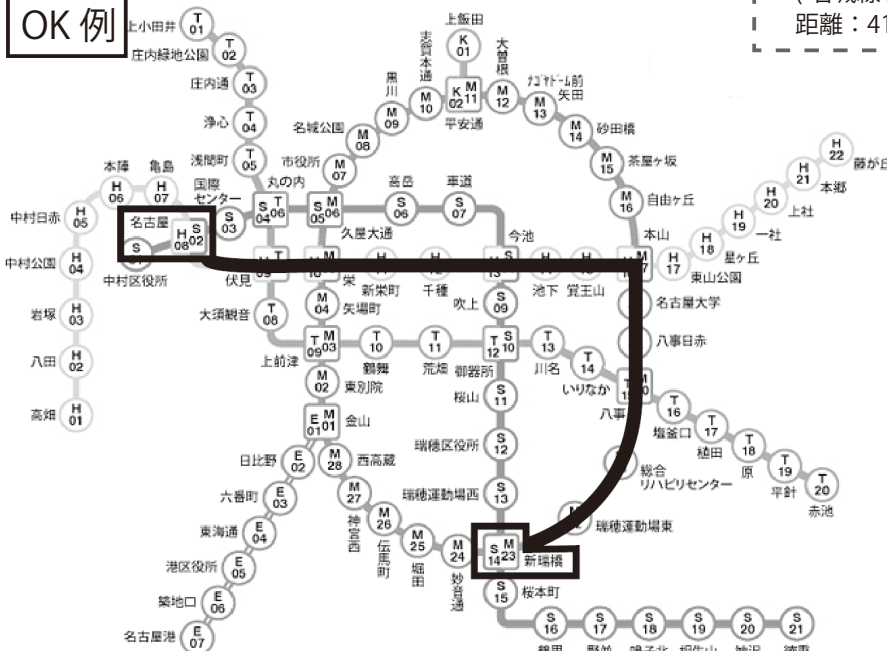 OK 例
距離：41
上小田井
T 01
T 02
庄内緑地公園
庄内通
T 03
浄心
T 04
浅間町
T 05
丸の内
S 04 T 06
国際
センター
S 03
本陣
H 06
亀島
H 07
中村日赤
H 05
名古屋
H 08 S 02
中村公園
H 04
中村区役所
岩塚
H 03
八田
H 02
高畑
H 01
上飯田
K 01
志賀本通
大曽根
黒川
M 10
K 02 M 11
平安通
M 12
ﾅｺﾞﾔﾄﾞｰﾑ前
矢田
M 13
M 09
名城公園
M 08
市役所
M 07
S 05 M 06
久屋大通
高岳
S 06
車道
S 07
M 14
砂田橋
M 15
茶屋ヶ坂
M 16
自由ヶ丘
本山
H 17
東山公園
H 18
星ヶ丘
H 19
一社
H 20
上社
H 21
本郷
H 22
藤が丘
今池
伏見
栄
新栄町
千種
池下
覚王山
名古屋大学
八事日赤
大須観音
T 08
M 04
矢場町
吹上
S 09
上前津
T 09 M 03
T 10
鶴舞
T 11
荒畑
T 12 S 10
御器所
T 13
川名
T 14
いりなか
八事
T 16
塩釜口
T 17
植田
T 18
原
T 19
平針
T 20
赤池
M 02
東別院
E 01 M 01
金山
桜山
S 11
瑞穂区役所
S 12
瑞穂運動場西
S 13
総合
リハビリセンター
瑞穂運動場東
日比野
E 02
六番町
E 03
東海通
E 04
港区役所
E 05
築地口
E 06
名古屋港
E 07
M 28
西高蔵
M 27
神宮西
M 26
伝馬町
M 25
堀田
M 24
妙音通
S 14 M 23
新瑞橋
S 15
桜本町
S 16
S 17
S 18
S 19
S 20
S 21